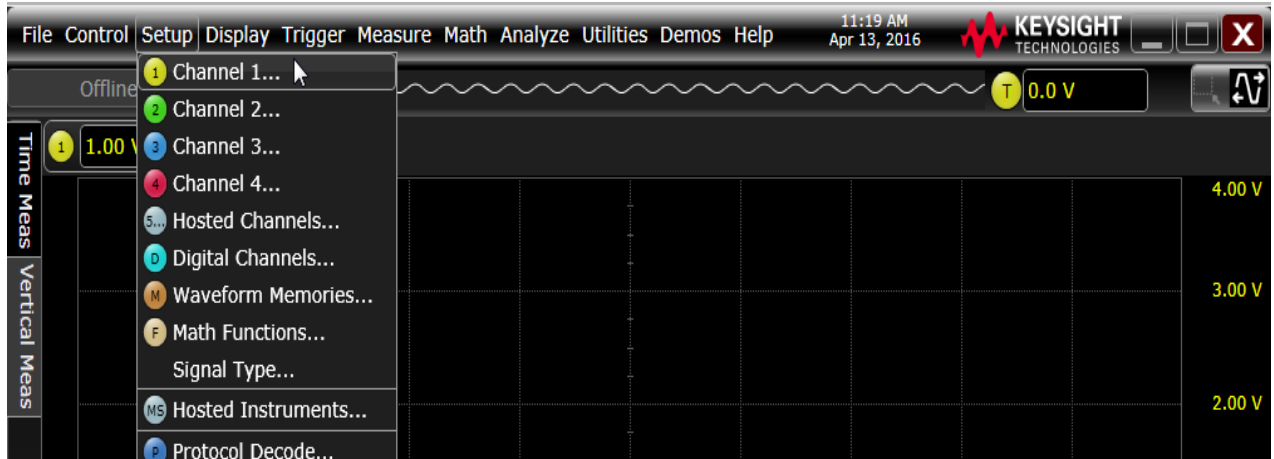 File Control Setup Display Trigger Measure Math Analyze Utilities Demos Help
11:19 AM
Apr 13, 2016
KEYSIGHT
TECHNOLOGIES
X
Offline
T 0.0 V
1 1.00 V
1 Channel 1...
2 Channel 2...
3 Channel 3...
4 Channel 4...
5... Hosted Channels...
D Digital Channels...
M Waveform Memories...
F Math Functions...
Signal Type...
MS Hosted Instruments...
P Protocol Decode...
Time Meas
Vertical Meas
4.00 V
3.00 V
2.00 V